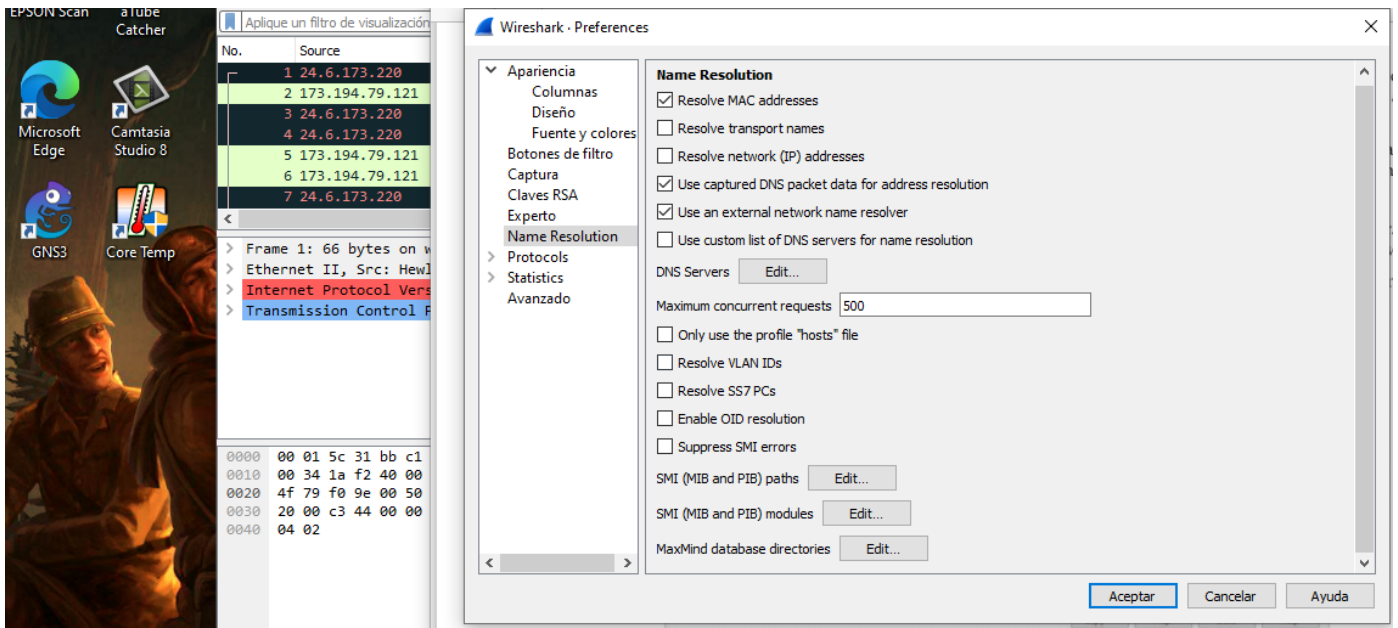 EPSON Scan
aTube
Catcher
Microsoft
Edge
Camtasia
Studio 8
GNS3
Core Temp
Aplique un filtro de visualización
No. Source
1 24.6.173.220
2 173.194.79.121
3 24.6.173.220
4 24.6.173.220
5 173.194.79.121
6 173.194.79.121
7 24.6.173.220
Frame 1: 66 bytes on w
Ethernet II, Src: Hewl
Internet Protocol Vers
Transmission Control P
0000 00 01 5c 31 bb c1
0010 00 34 1a f2 40 00
0020 4f 79 f0 9e 00 50
0030 20 00 c3 44 00 00
0040 04 02
Wireshark · Preferences
Apariencia
Columnas
Diseño
Fuente y colores
Botones de filtro
Captura
Claves RSA
Experto
Name Resolution
Protocols
Statistics
Avanzado
Name Resolution
Resolve MAC addresses
Resolve transport names
Resolve network (IP) addresses
Use captured DNS packet data for address resolution
Use an external network name resolver
Use custom list of DNS servers for name resolution
DNS Servers Edit...
Maximum concurrent requests 500
Only use the profile "hosts" file
Resolve VLAN IDs
Resolve SS7 PCs
Enable OID resolution
Suppress SMI errors
SMI (MIB and PIB) paths Edit...
SMI (MIB and PIB) modules Edit...
MaxMind database directories Edit...
Aceptar Cancelar Ayuda